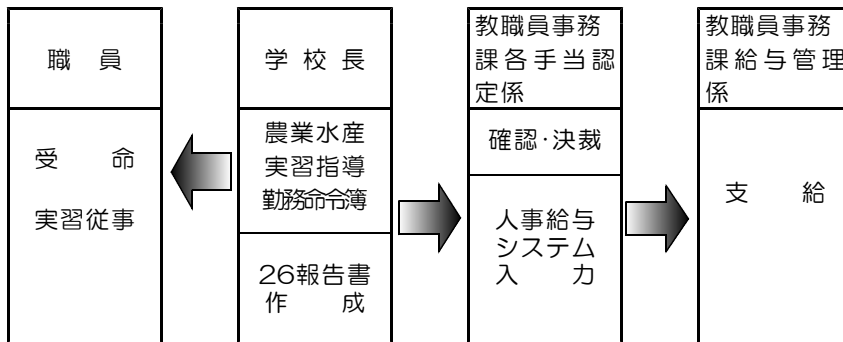 職　員
受　　命
実習従事
学 校 長
農業水産
実習指導
勤務命令簿
26報告書
作　　成
教職員事務
課各手当認
定係
確認・決裁
人事給与
システム
入　　力
教職員事務
課給与管理
係
支　　給